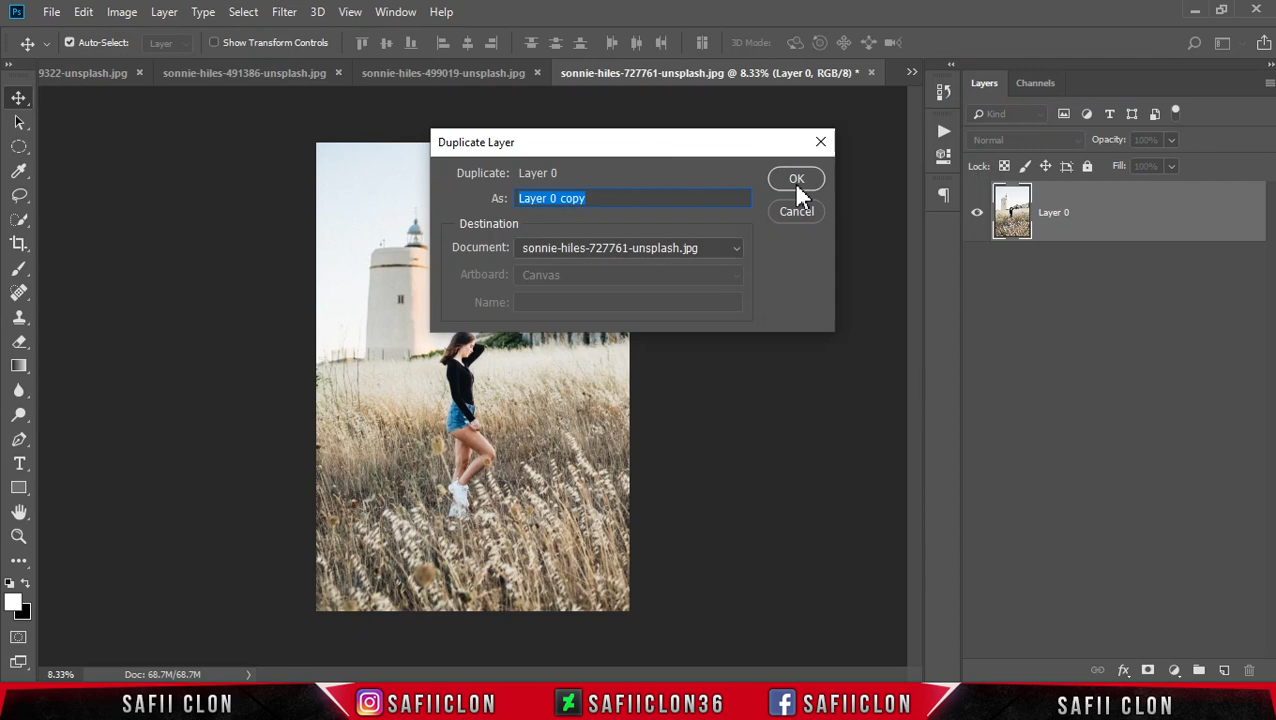 Ps File Edit Image Layer Type Select Filter 3D View Window Help
Auto-Select: Layer Show Transform Controls 3D Mode:
9322-unsplash.jpg sonnie-hiles-491386-unsplash.jpg sonnie-hiles-499019-unsplash.jpg sonnie-hiles-727761-unsplash.jpg @ 8.33% (Layer 0, RGB/8) *
Layers Channels
Kind
Normal Opacity: 100%
Lock: Fill: 100%
Layer 0
Duplicate Layer
Duplicate: Layer 0
OK
As: Layer 0 copy
Cancel
Destination
Document: sonnie-hiles-727761-unsplash.jpg
Artboard: Canvas
Name:
8.33% Doc: 68.7M/68.7M
SAFII CLON SAFIICLON SAFIICLON36 SAFIICLON SAFII CLON